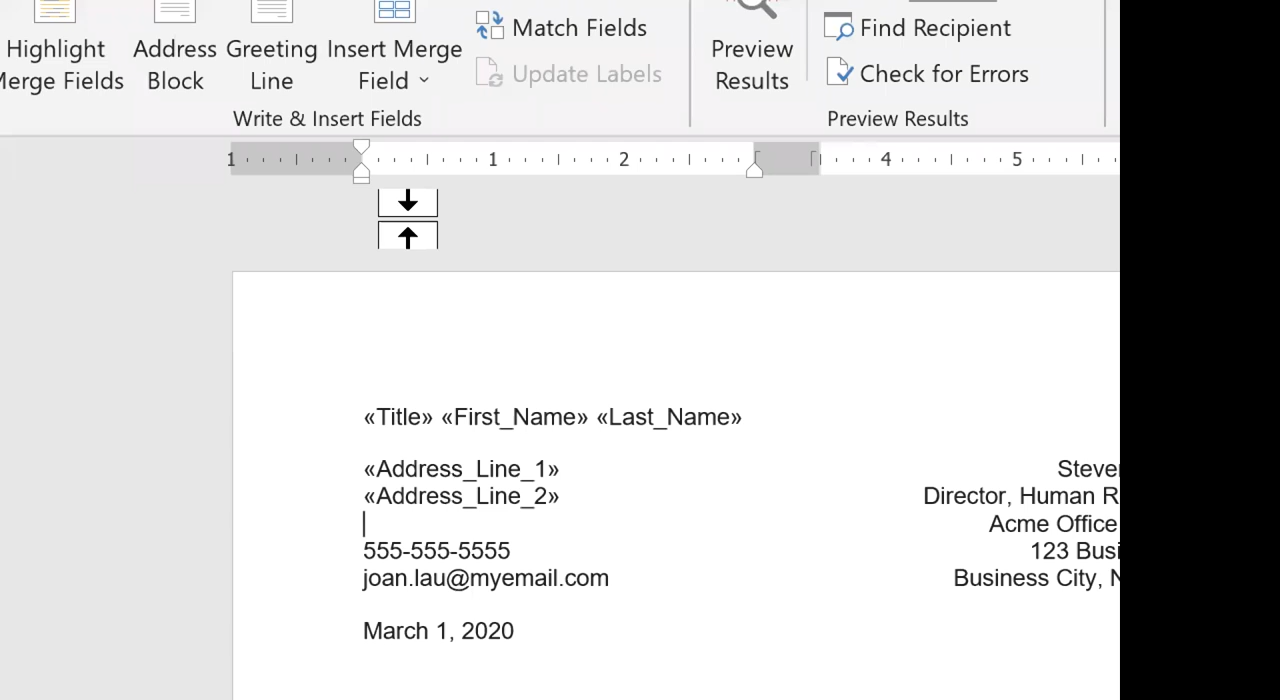 Highlight
Merge Fields
Address
Block
Greeting
Line
Insert Merge
Field
Match Fields
Update Labels
Write & Insert Fields
Preview
Results
Find Recipient
Check for Errors
Preview Results
1 1 2 4 5
«Title» «First_Name» «Last_Name»
«Address_Line_1»
«Address_Line_2»
555-555-5555
joan.lau@myemail.com
March 1, 2020
Steve
Director, Human R
Acme Office
123 Busi
Business City, N